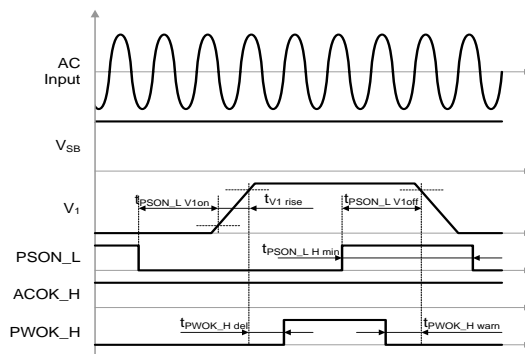 AC
Input
VSB
tPSON_L V1on
tV1 rise
tPSON_L V1off
V1
tPSON_L H min
PSON_L
ACOK_H
tPWOK_H del
tPWOK_H warn
PWOK_H